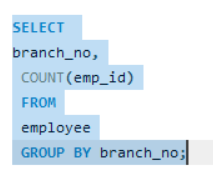 SELECT
branch_no,
COUNT(emp_id)
FROM
employee
GROUP BY branch_no;